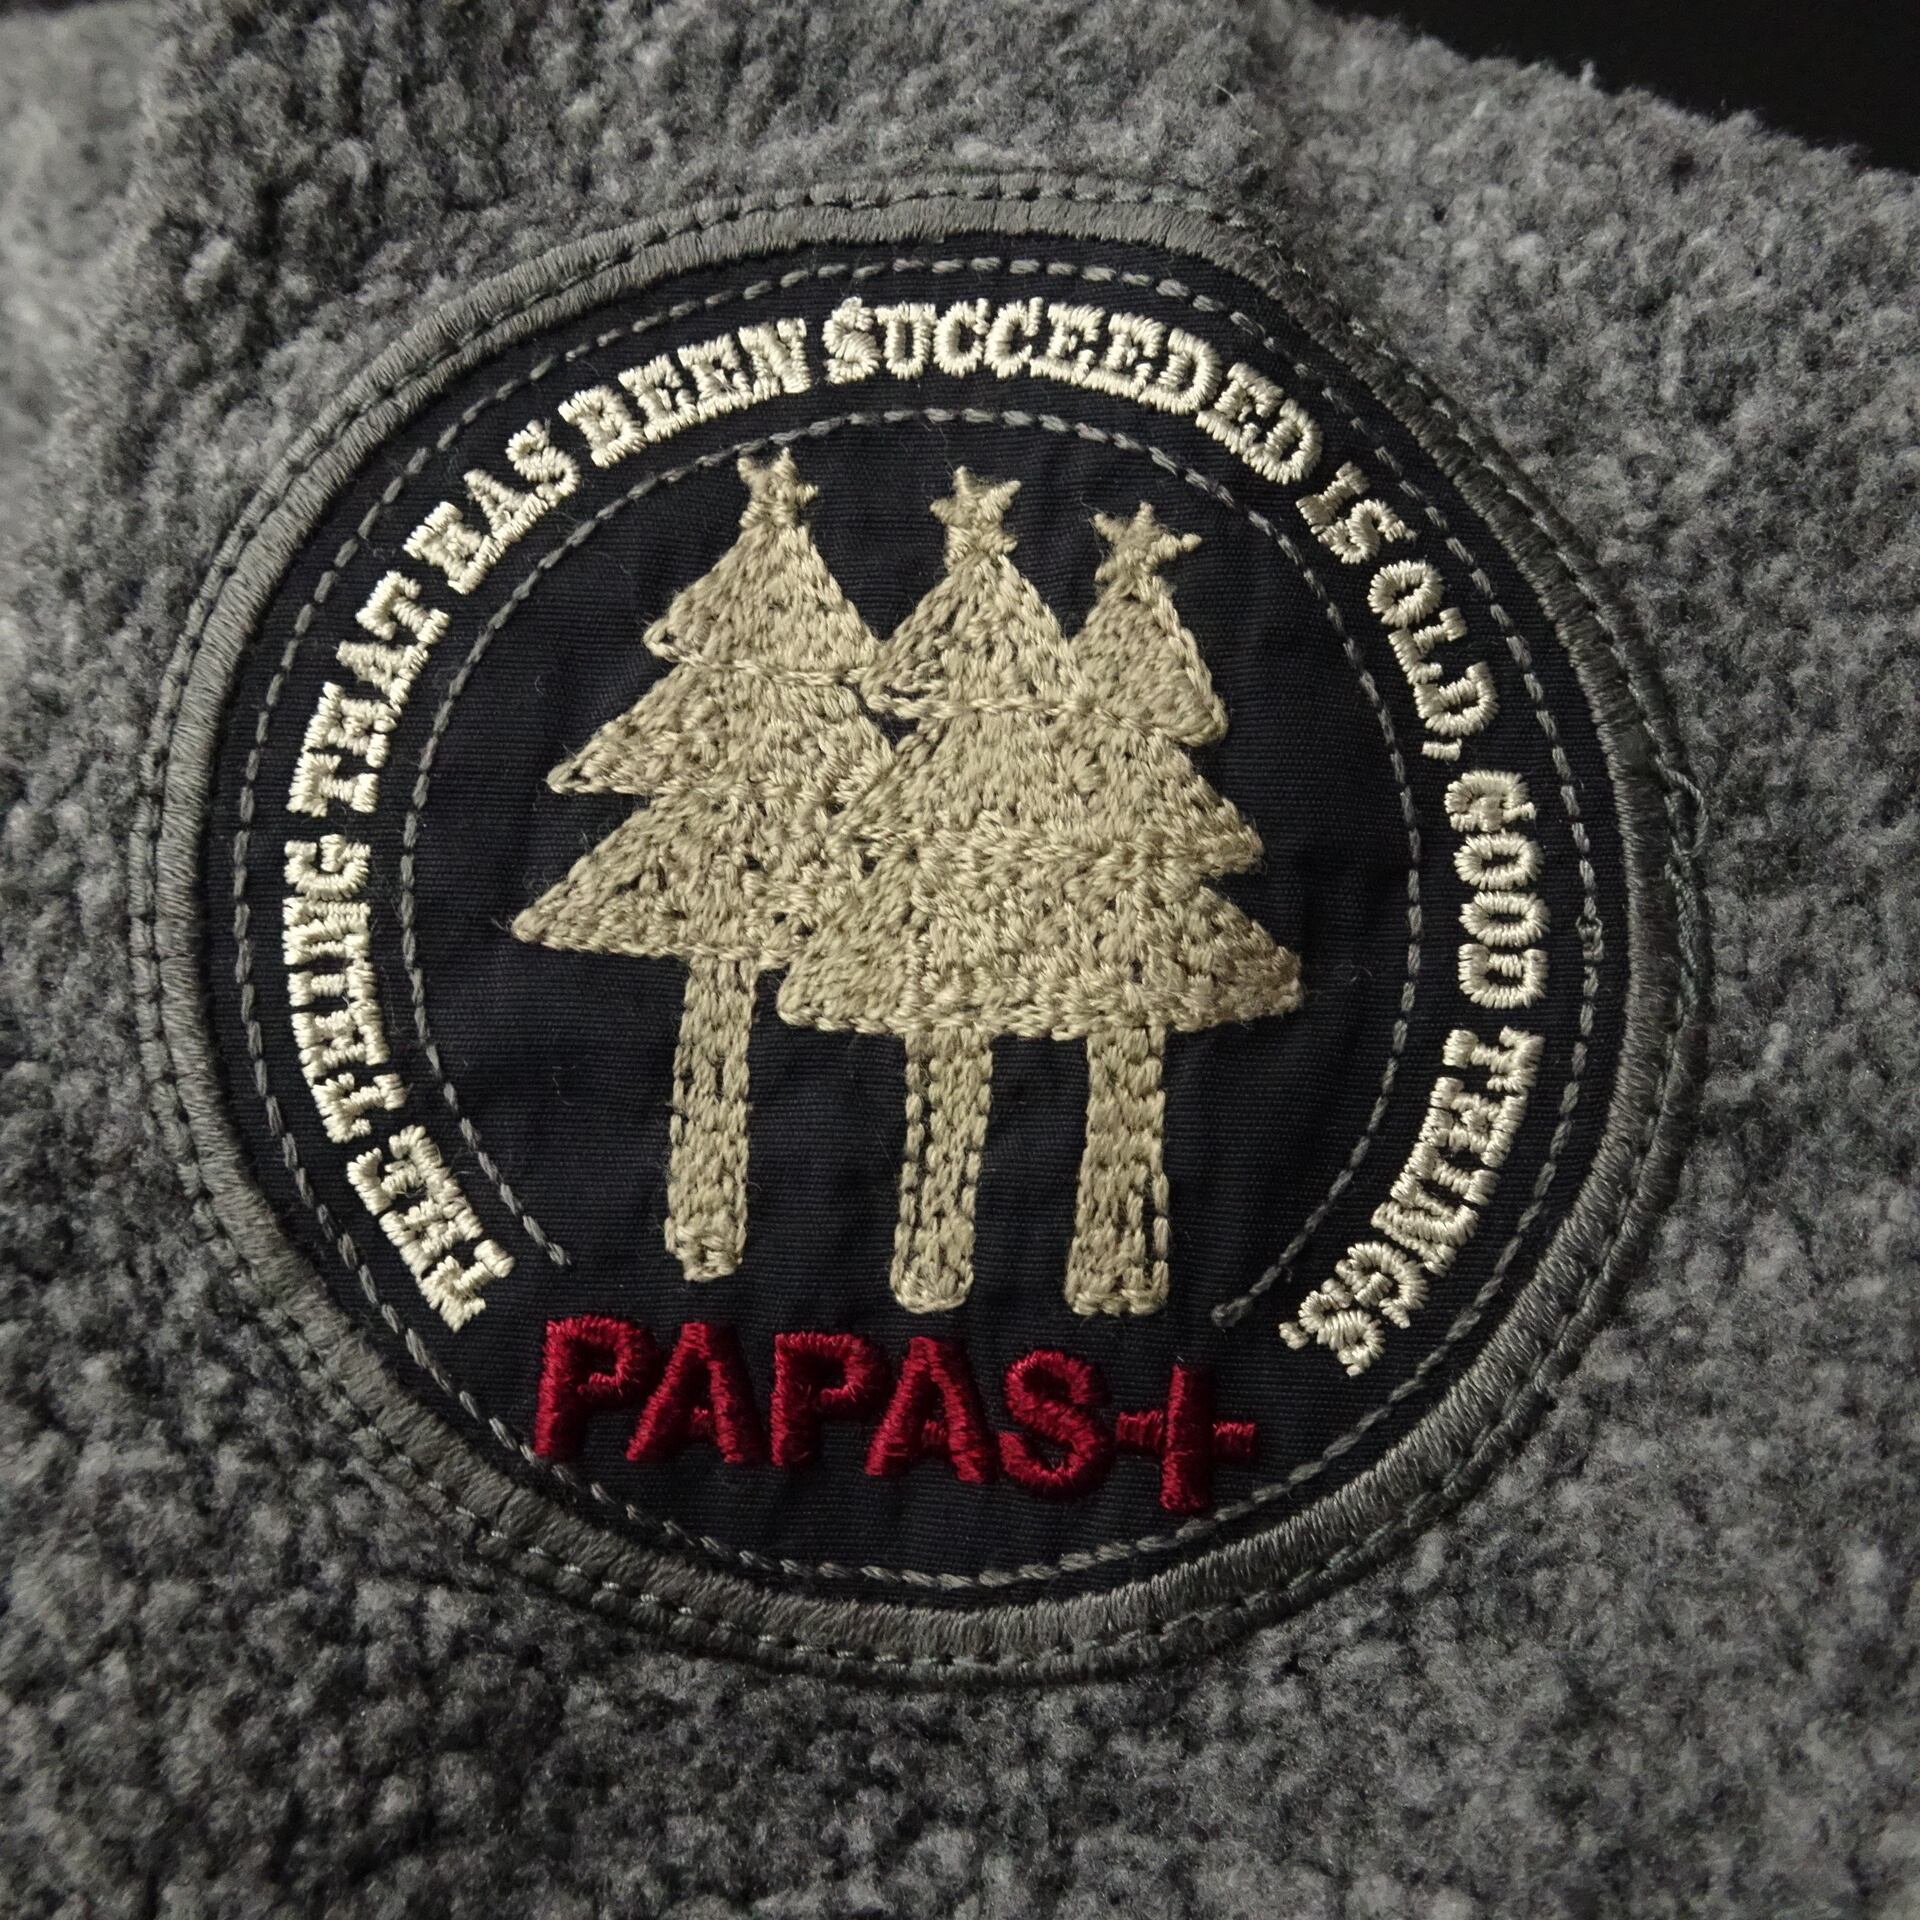 THE THING THAT HAS BEEN SUCCEEDED IS OLD, GOOD THINGS.
PAPAS+